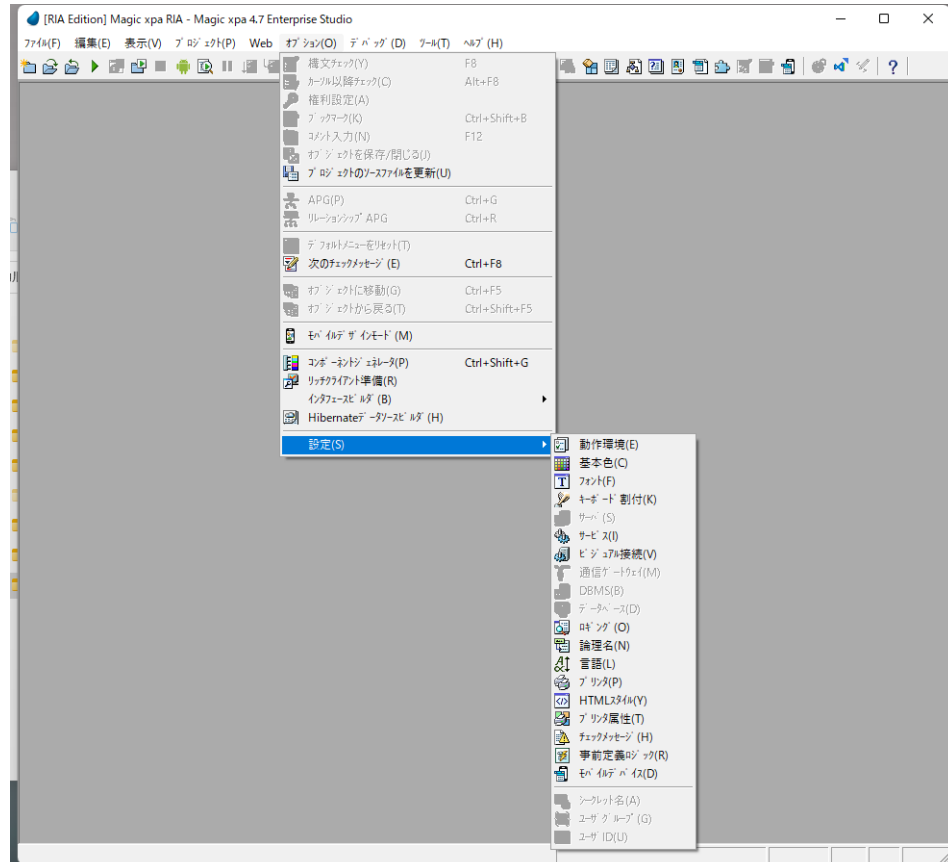 [RIA Edition] Magic xpa RIA - Magic xpa 4.7 Enterprise Studio
ﾌｧｲﾙ(F) 編集(E) 表示(V) ﾌﾟﾛｼﾞｪｸﾄ(P) Web ｵﾌﾟｼｮﾝ(O) ﾃﾞﾊﾞｯｸﾞ(D) ﾂｰﾙ(T) ﾍﾙﾌﾟ(H)
構文ﾁｪｯｸ(Y) F8
ｶｰｿﾙ以降ﾁｪｯｸ(C) Alt+F8
権利設定(A)
ﾌﾞｯｸﾏｰｸ(K) Ctrl+Shift+B
ｺﾒﾝﾄ入力(N) F12
ｵﾌﾞｼﾞｪｸﾄを保存/閉じる(J)
ﾌﾟﾛｼﾞｪｸﾄのｿｰｽﾌｧｲﾙを更新(U)
APG(P) Ctrl+G
ﾘﾚｰｼｮﾝｼｯﾌﾟAPG Ctrl+R
ﾃﾞﾌｫﾙﾄﾒﾆｭｰをﾘｾｯﾄ(T)
次のﾁｪｯｸﾒｯｾｰｼﾞ(E) Ctrl+F8
ｵﾌﾞｼﾞｪｸﾄに移動(G) Ctrl+F5
ｵﾌﾞｼﾞｪｸﾄから戻る(T) Ctrl+Shift+F5
ﾓﾊﾞｲﾙﾃﾞｻﾞｲﾝﾓｰﾄﾞ(M)
ｺﾝﾎﾟｰﾈﾝﾄｼﾞｪﾈﾚｰﾀ(P) Ctrl+Shift+G
ﾘｯﾁｸﾗｲｱﾝﾄ準備(R)
ｲﾝﾀﾌｪｰｽﾋﾞﾙﾀﾞ(B)
Hibernateﾃﾞｰﾀｿｰｽﾋﾞﾙﾀﾞ(H)
設定(S)
動作環境(E)
基本色(C)
ﾌｫﾝﾄ(F)
ｷｰﾎﾞｰﾄﾞ割付(K)
ｻｰﾊﾞ(S)
ｻｰﾋﾞｽ(I)
ﾋﾞｼﾞｭｱﾙ接続(V)
通信ｹﾞｰﾄｳｪｲ(M)
DBMS(B)
ﾃﾞｰﾀﾍﾞｰｽ(D)
ﾛｷﾞﾝｸﾞ(O)
論理名(N)
言語(L)
ﾌﾟﾘﾝﾀ(P)
HTMLｽﾀｲﾙ(Y)
ﾌﾟﾘﾝﾀ属性(T)
ﾁｪｯｸﾒｯｾｰｼﾞ(H)
事前定義ﾛｼﾞｯｸ(R)
ﾓﾊﾞｲﾙﾃﾞﾊﾞｲｽ(D)
ｼｰｸﾚｯﾄ名(A)
ﾕｰｻﾞｸﾞﾙｰﾌﾟ(G)
ﾕｰｻﾞID(U)